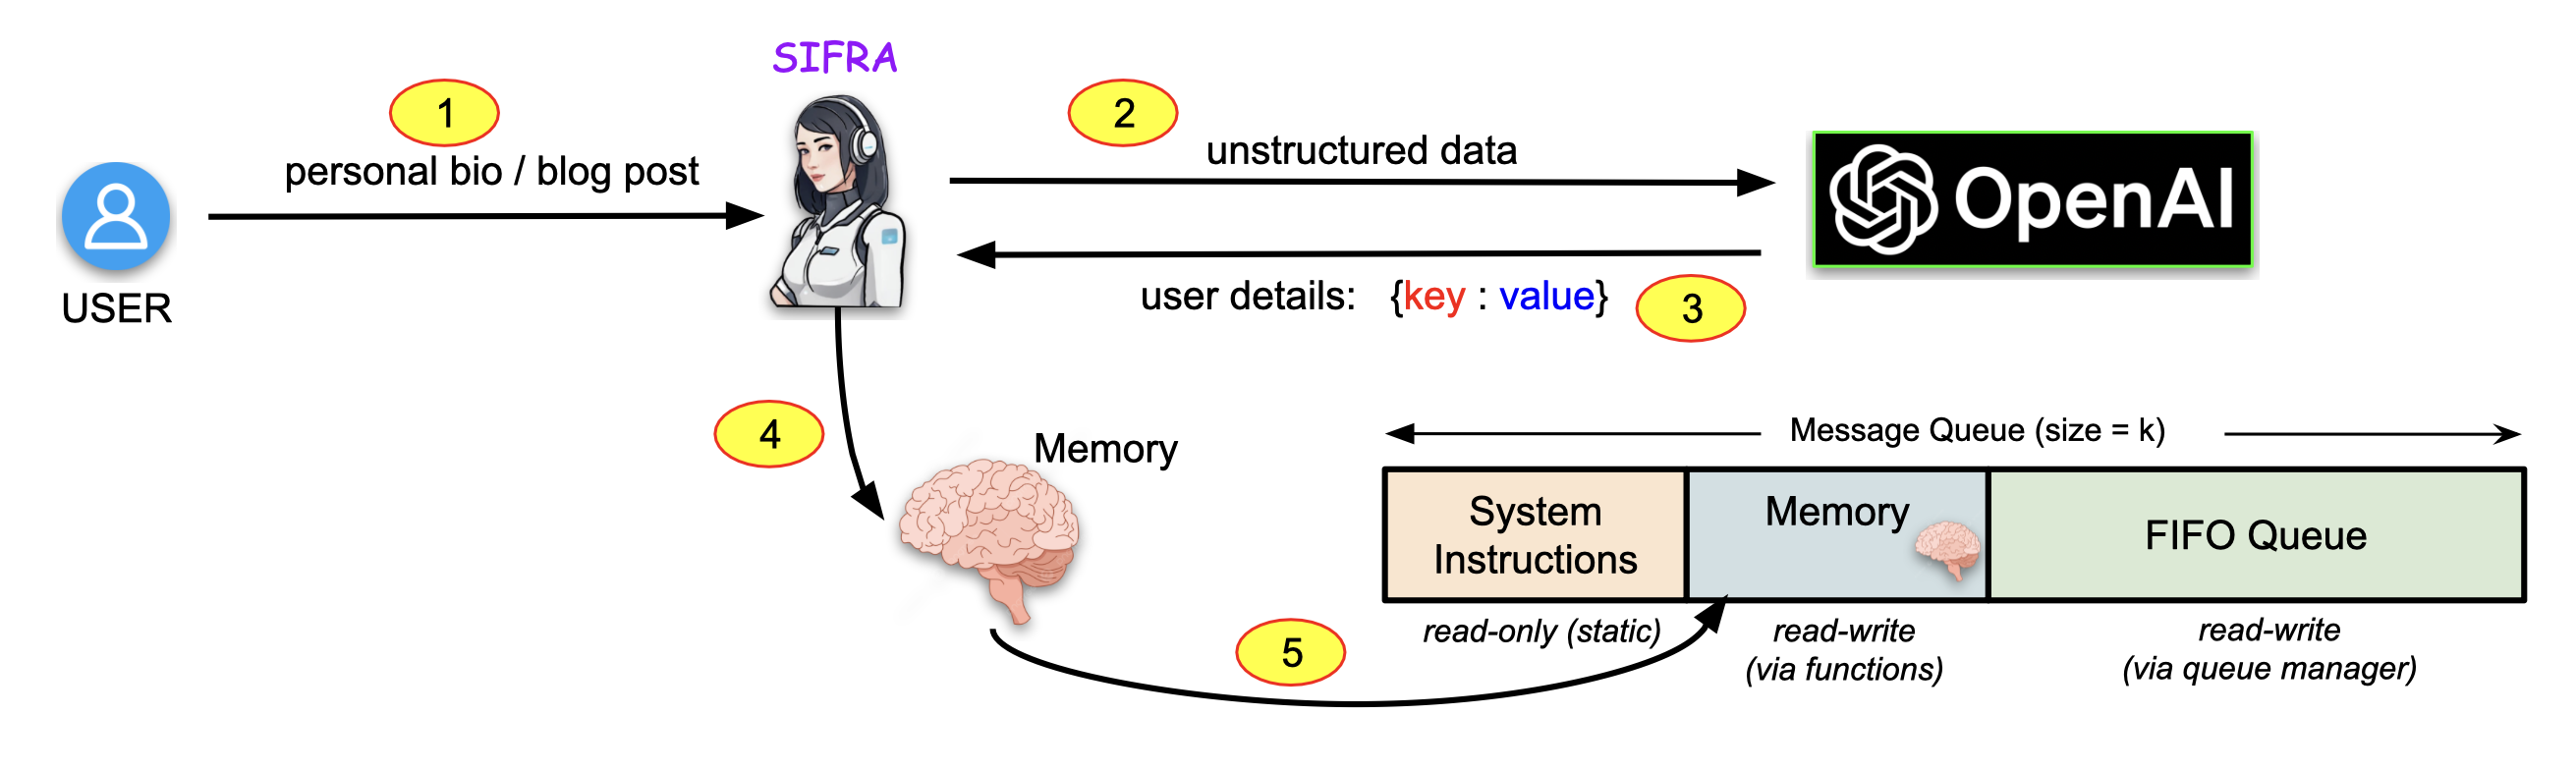 SIFRA
1
personal bio / blog post
USER
2
unstructured data
OpenAI
user details: {key : value}
3
4
Memory
5
Message Queue (size = k)
System
Instructions
read-only (static)
Memory
read-write
(via functions)
FIFO Queue
read-write
(via queue manager)